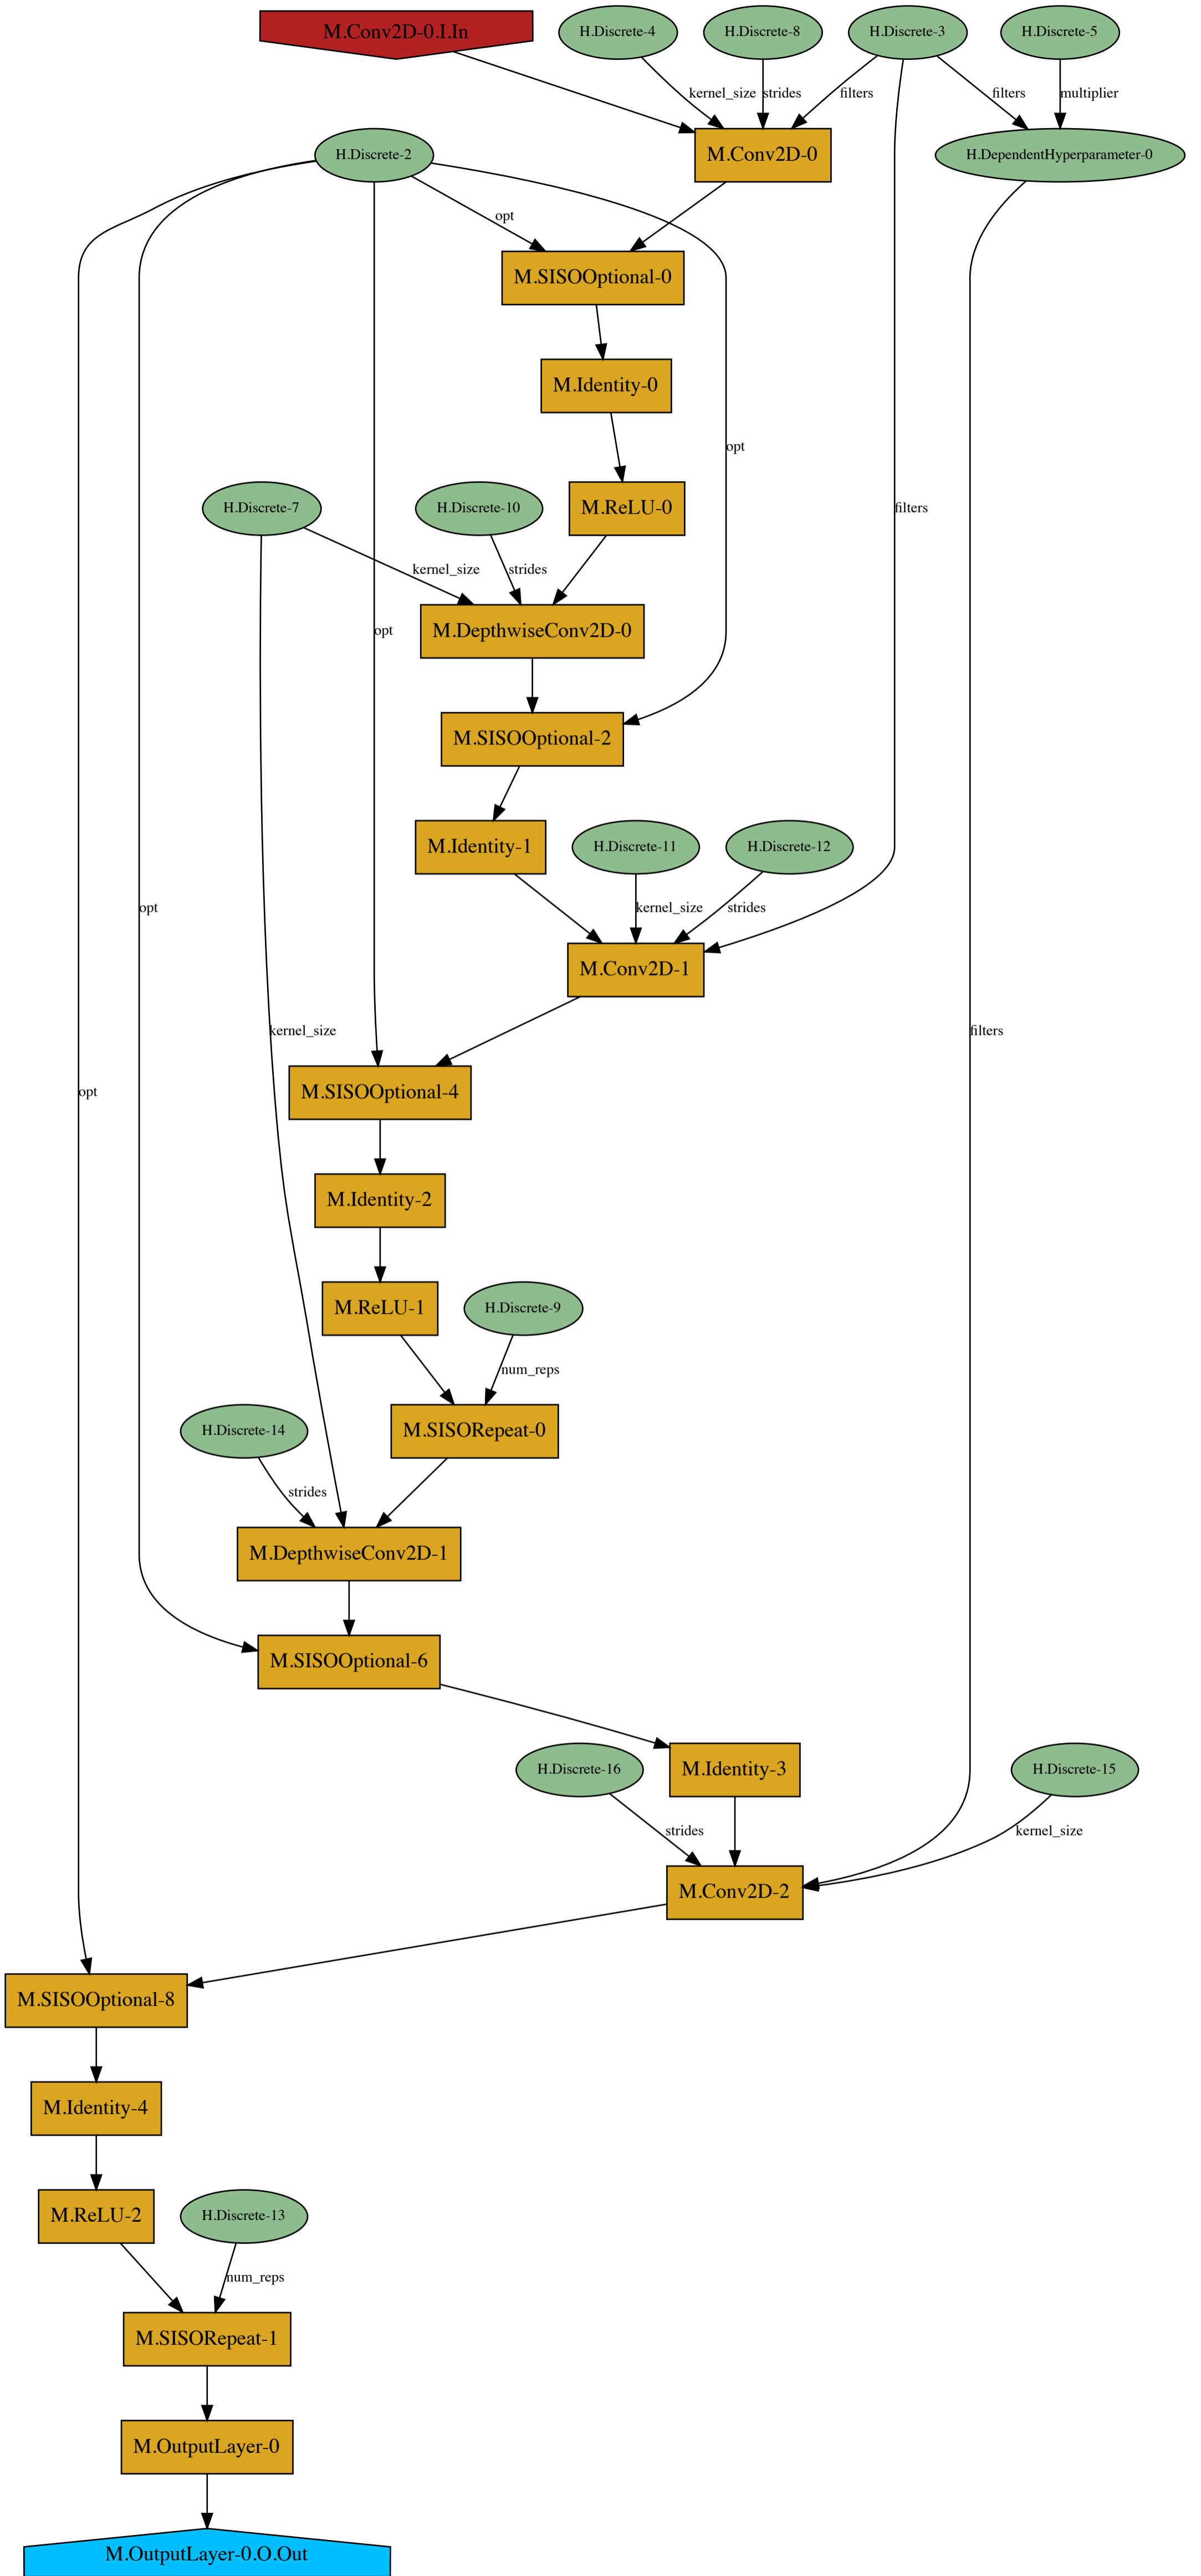 M.Conv2D-0.I.In
H.Discrete-4
H.Discrete-8
H.Discrete-3
H.Discrete-5
kernel_size
strides
filters
filters
multiplier
H.Discrete-2
M.Conv2D-0
H.DependentHyperparameter-0
opt
M.SISOOptional-0
M.Identity-0
opt
H.Discrete-7
H.Discrete-10
M.ReLU-0
filters
kernel_size
strides
opt
M.DepthwiseConv2D-0
M.SISOOptional-2
M.Identity-1
H.Discrete-11
H.Discrete-12
opt
kernel_size
strides
M.Conv2D-1
kernel_size
filters
opt
M.SISOOptional-4
M.Identity-2
M.ReLU-1
H.Discrete-9
num_reps
H.Discrete-14
M.SISORepeat-0
strides
M.DepthwiseConv2D-1
M.SISOOptional-6
H.Discrete-16
M.Identity-3
H.Discrete-15
strides
kernel_size
M.Conv2D-2
M.SISOOptional-8
M.Identity-4
M.ReLU-2
H.Discrete-13
num_reps
M.SISORepeat-1
M.OutputLayer-0
M.OutputLayer-0.O.Out